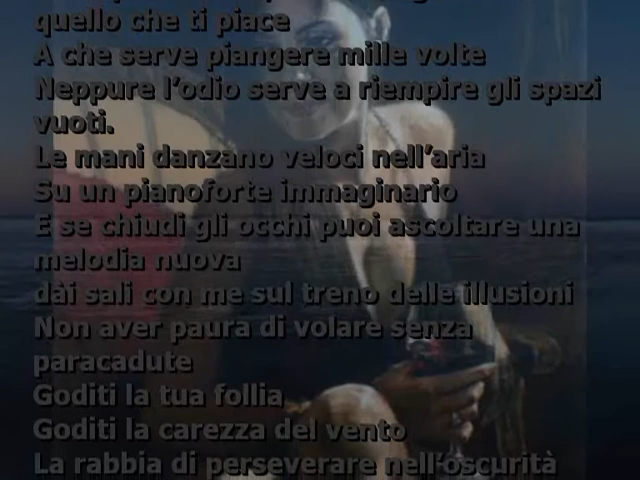 quello che ti piace
A che serve piangere mille volte
Neppure l'odio serve a riempire gli spazi
vuoti.
Le mani danzano veloci nell'aria
Su un pianoforte immaginario
E se chiudi gli occhi puoi ascoltare una
melodia nuova
dài sali con me sul treno delle illusioni
Non aver paura di volare senza
paracadute
Goditi la tua follia
Goditi la carezza del vento
La rabbia di perseverare nell'oscurità